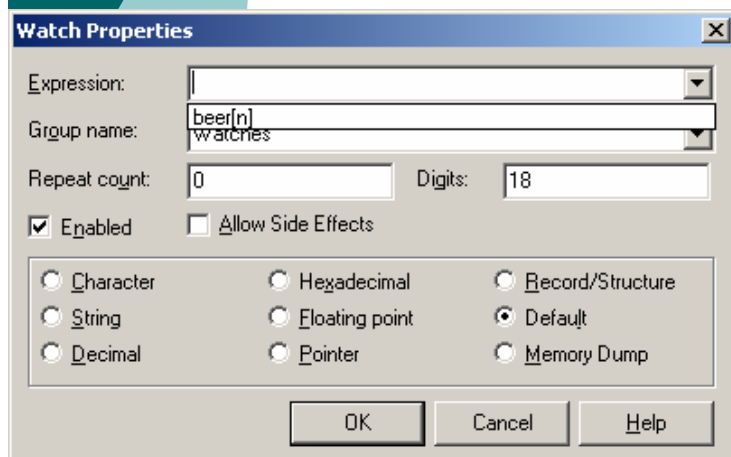 Watch Properties
Expression:
beer[n]
Group name: Watches
Repeat count: 0 Digits: 18
Enabled Allow Side Effects
Character Hexadecimal Record/Structure
String Floating point Default
Decimal Pointer Memory Dump
OK Cancel Help